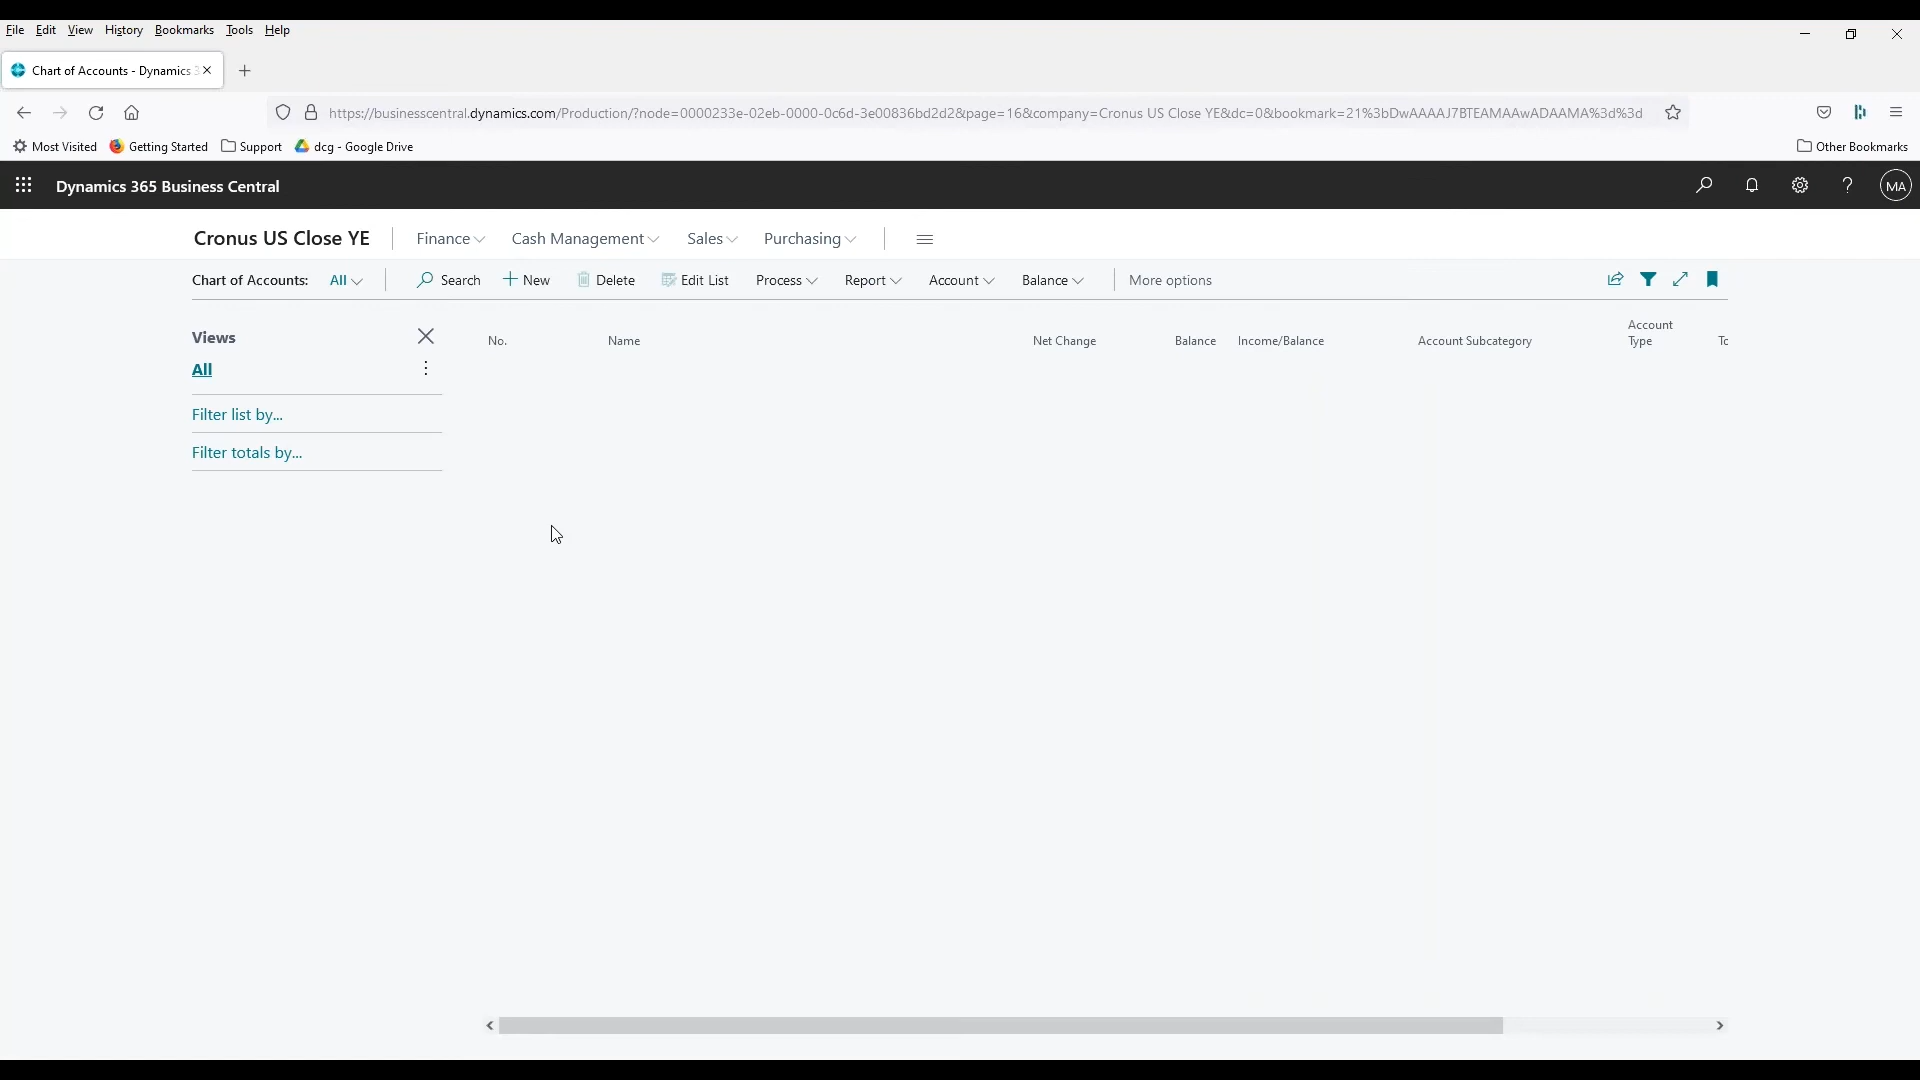 File Edit View History Bookmarks Tools Help
Chart of Accounts - Dynamics 3
https://businesscentral.dynamics.com/Production/?node=0000233e-02eb-0000-0c6d-3e00836bd2d2&page=16&company=Cronus US Close YE&dc=0&bookmark=21%3bDwAAAAJ7BTEAMAAwADAAMA%3d%3d
Most Visited Getting Started Support dcg - Google Drive Other Bookmarks
Dynamics 365 Business Central ? MA
Cronus US Close YE Finance Cash Management Sales Purchasing
Chart of Accounts: All Search New Delete Edit List Process Report Account Balance More options
Views
All
Filter list by...
Filter totals by...
No. Name Net Change Balance Income/Balance Account Subcategory Account Type To